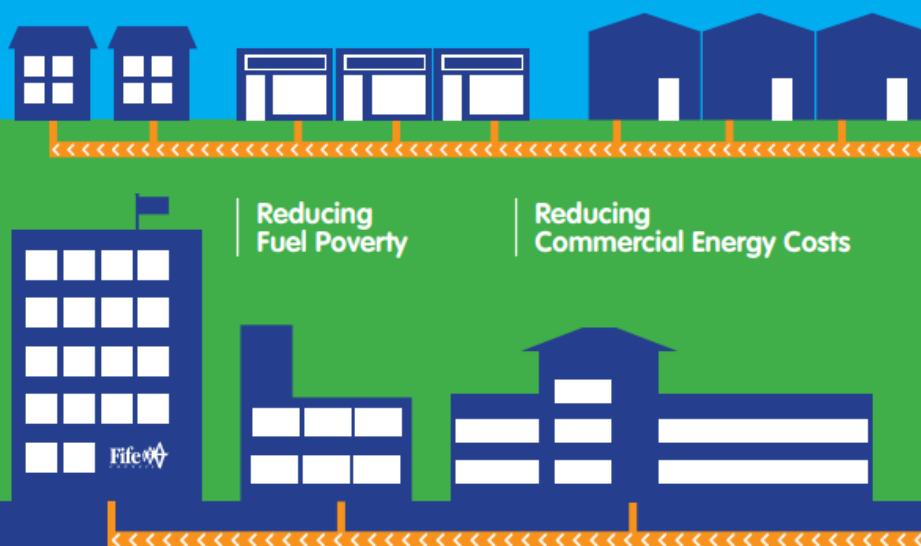 Reducing
Fuel Poverty
Reducing
Commercial Energy Costs
Fife